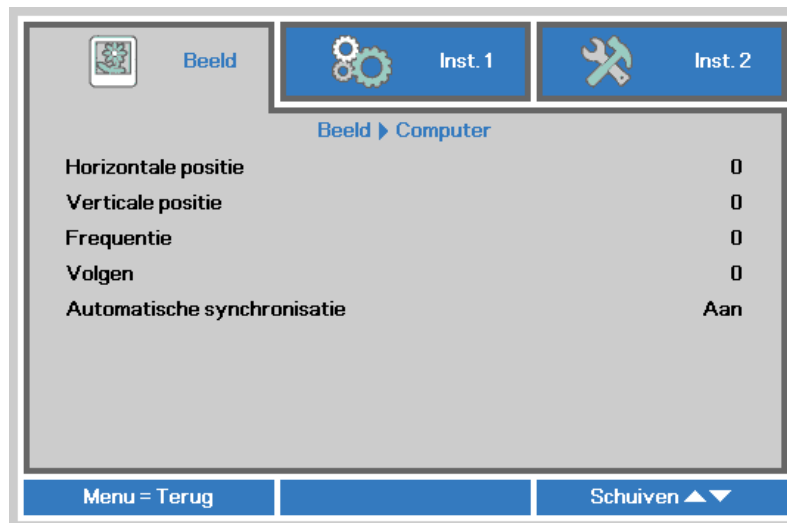 Beeld Inst. 1 Inst. 2
Beeld ▶ Computer
Horizontale positie 0
Verticale positie 0
Frequentie 0
Volgen 0
Automatische synchronisatie Aan
Menu = Terug Schuiven ▲▼